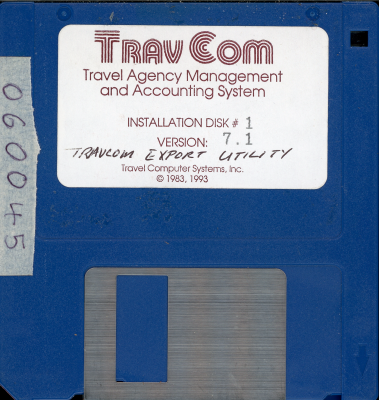 TRAVCOM
Travel Agency Management
and Accounting System
INSTALLATION DISK # 1
VERSION: 7.1
TRAVCOM EXPORT UTILITY
Travel Computer Systems, Inc.
© 1983, 1993
060045